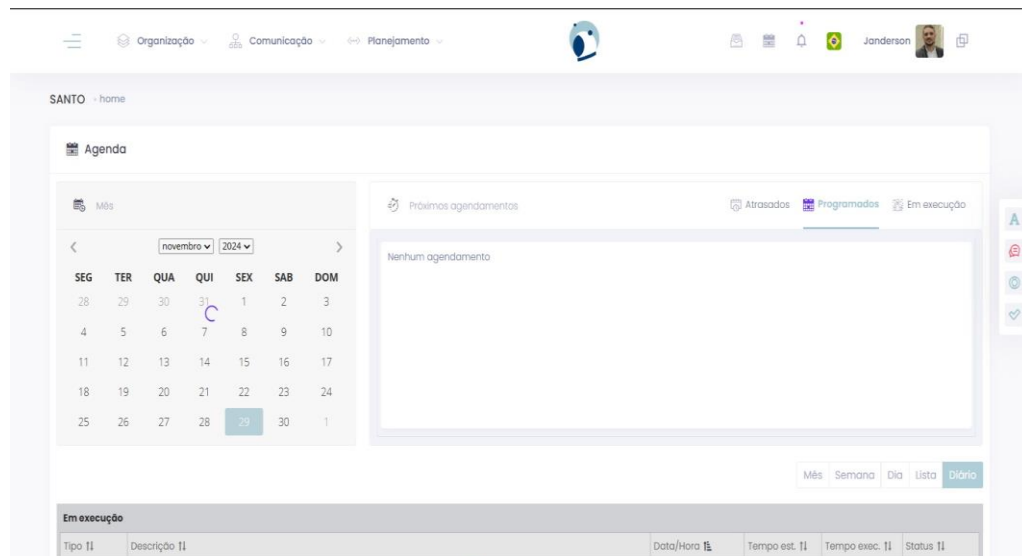 Organização Comunicação Planejamento Janderson
SANTO - home
Agenda
Mês
Próximos agendamentos Atrasados Programados Em execução
novembro 2024
SEG TER QUA QUI SEX SAB DOM
28 29 30 31 1 2 3
4 5 6 7 8 9 10
11 12 13 14 15 16 17
18 19 20 21 22 23 24
25 26 27 28 29 30 1
Nenhum agendamento
A
Mês Semana Dia Lista Diário
Em execução
Tipo Descrição Data/Hora Tempo est. Tempo exec. Status